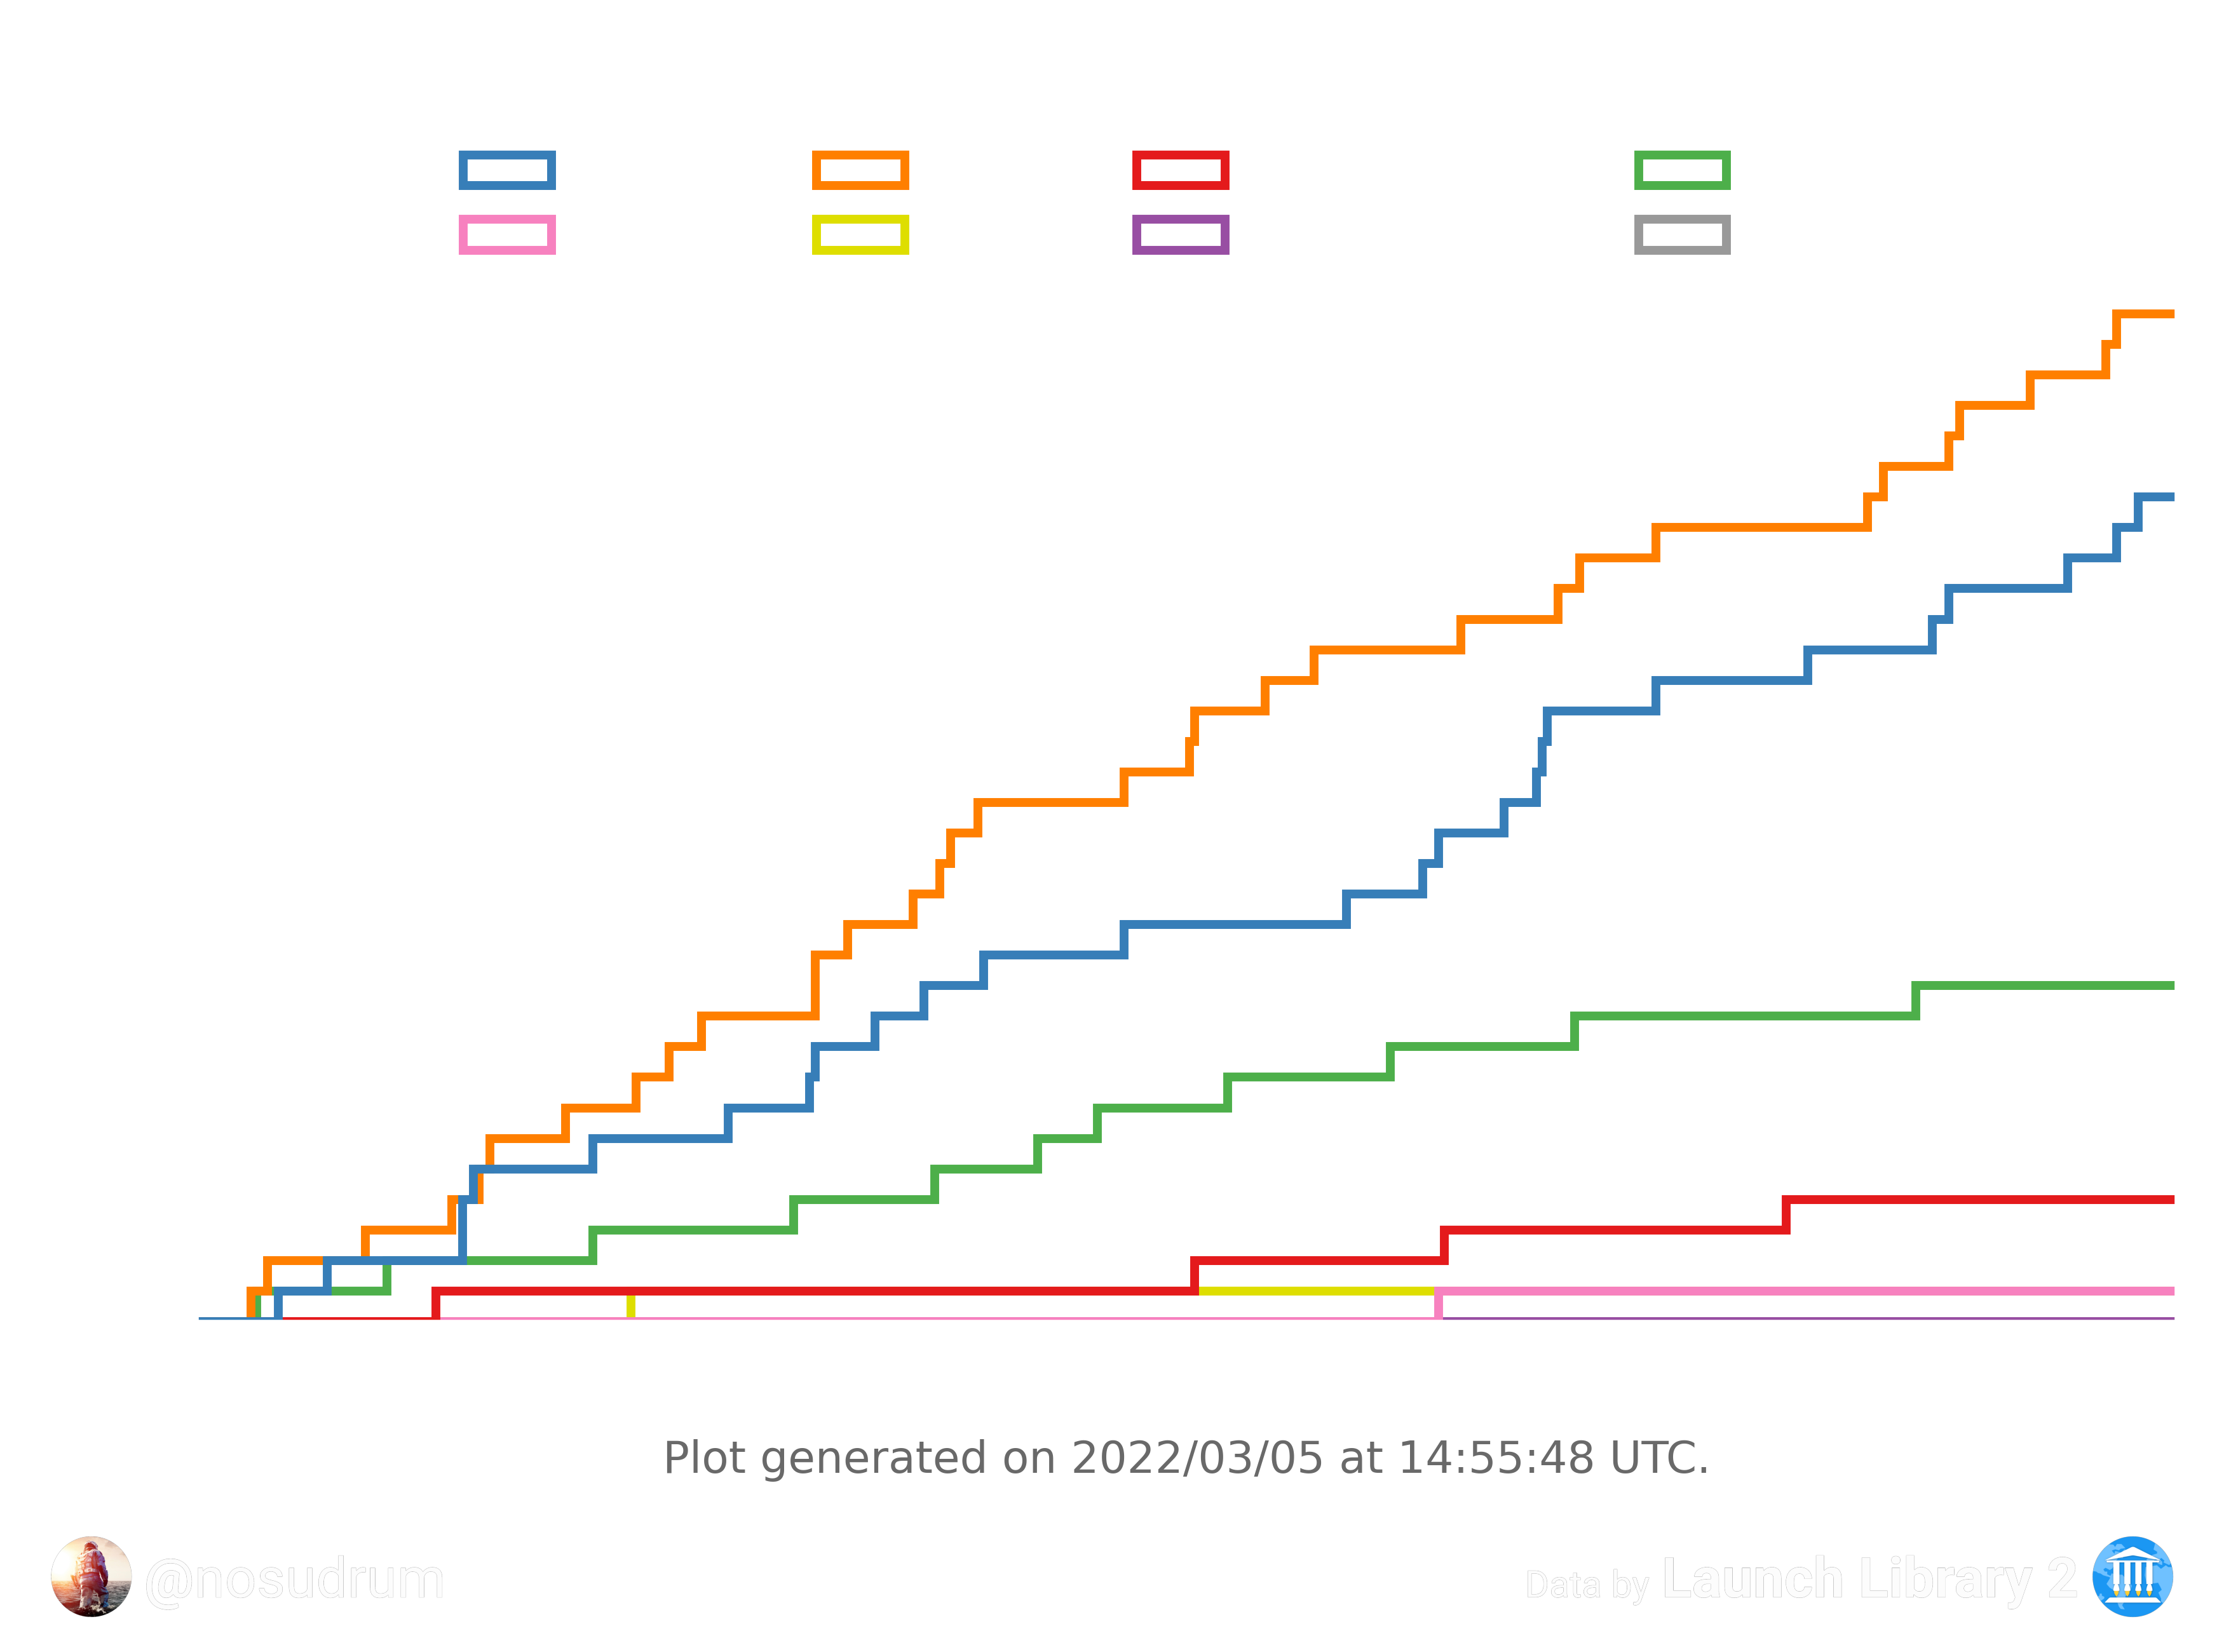 Plot generated on 2022/03/05 at 14:55:48 UTC.
@nosudrum
Data by Launch Library 2